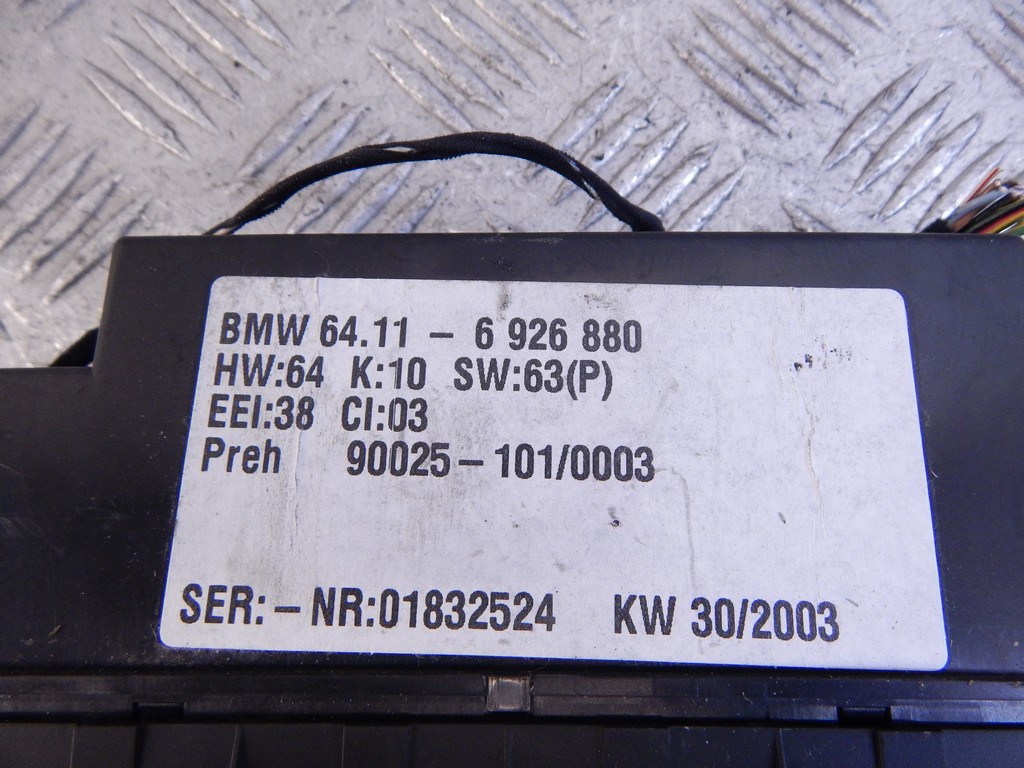 BMW 64.11 - 6 926 880
HW:64 K:10 SW:63(P)
EEI:38 CI:03
Preh 90025-101/0003
SER:-NR:01832524 KW 30/2003